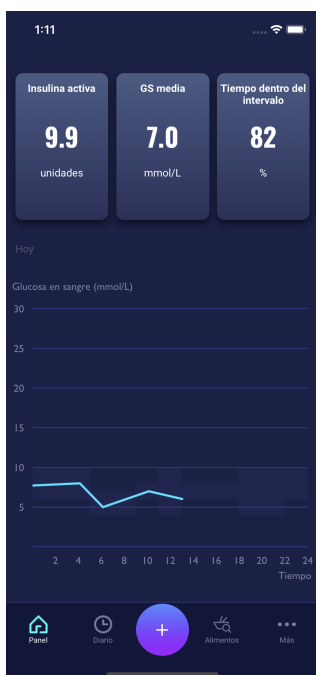 1:11
Insulina activa
9.9
unidades
GS media
7.0
mmol/L
Tiempo dentro del
intervalo
82
%
Hoy
Glucosa en sangre (mmol/L)
30
25
20
15
10
5
2 4 6 8 10 12 14 16 18 20 22 24
Tiempo
Panel
Diario
+
Alimentos
Más